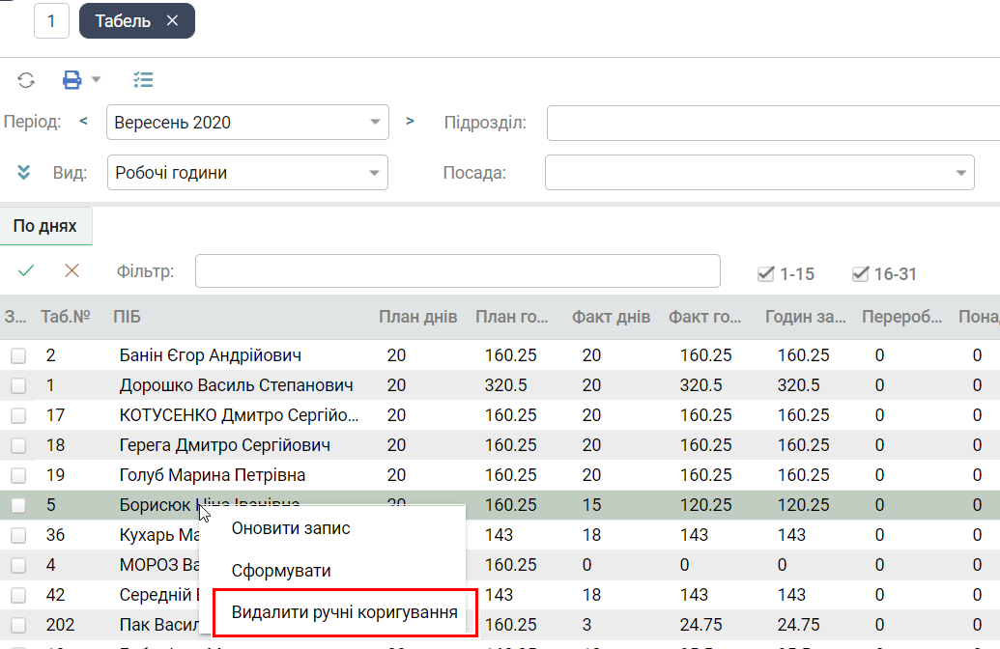 1 Табель
Період: < Вересень 2020 > Підрозділ:
Вид: Робочі години Посада:
По днях
Фільтр: 1-15 16-31
З... Таб.№ ПІБ План днів План го... Факт днів Факт го... Годин за... Перероб... Пона
2 Банін Єгор Андрійович 20 160.25 20 160.25 160.25 0 0
1 Дорошко Василь Степанович 20 320.5 20 320.5 320.5 0 0
17 КОТУСЕНКО Дмитро Сергійо... 20 160.25 20 160.25 160.25 0 0
18 Герега Дмитро Сергійович 20 160.25 20 160.25 160.25 0 0
19 Голуб Марина Петрівна 20 160.25 20 160.25 160.25 0 0
5 Борисюк Ніна Іванівна 20 160.25 15 120.25 120.25 0 0
36 Кухарь Ма 143 18 143 143 0 0
4 МОРОЗ Ва 160.25 0 0 0 0 0
42 Середній 143 18 143 143 0 0
202 Пак Васил 160.25 3 24.75 24.75 0 0
Оновити запис
Сформувати
Видалити ручні коригування